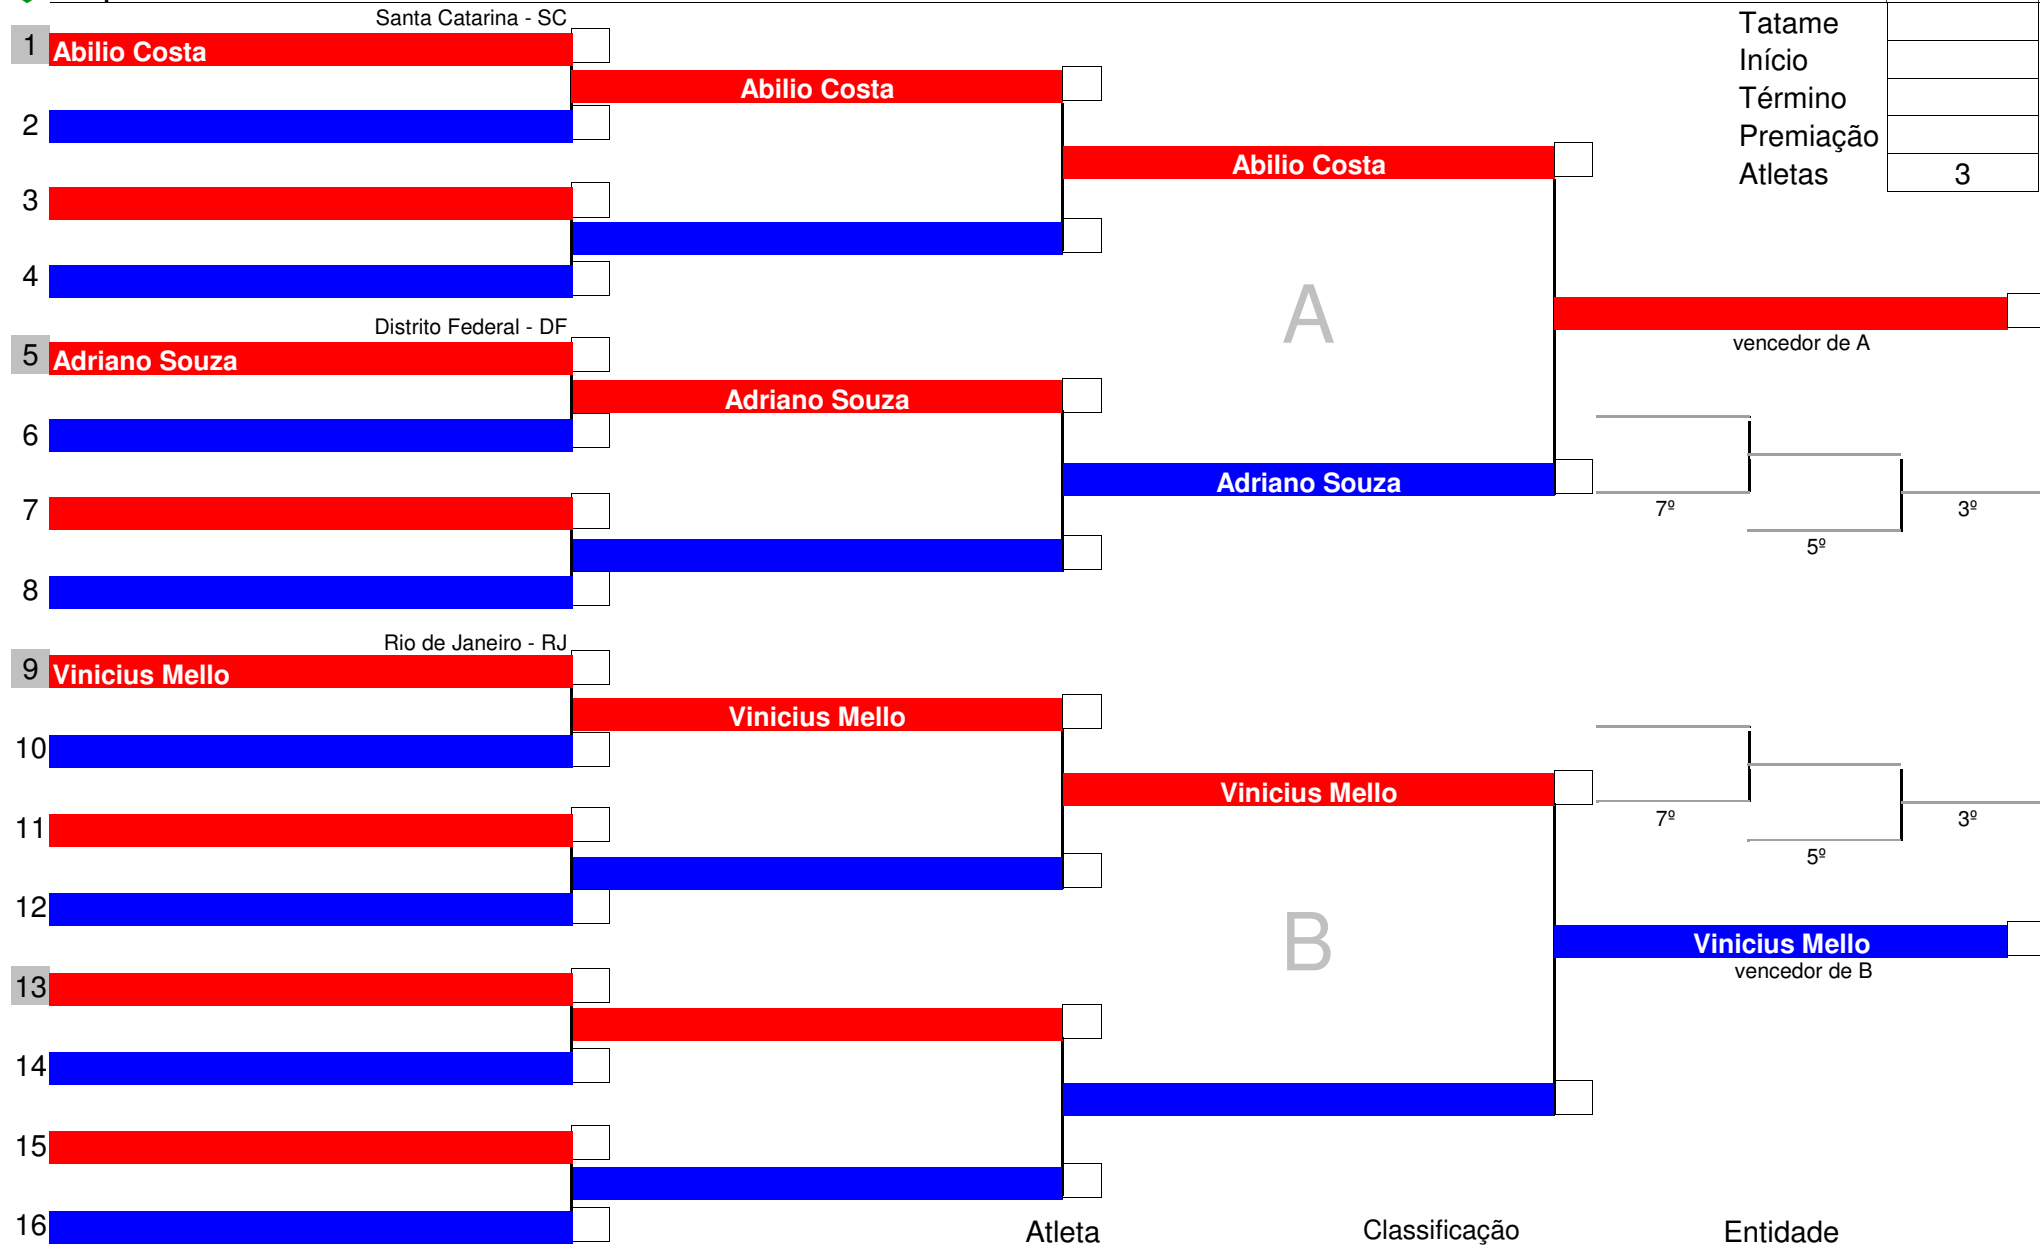 Santa Catarina - SC
1 Abilio Costa
2
3
4
Distrito Federal - DF
5 Adriano Souza
6
7
8
Rio de Janeiro - RJ
9 Vinicius Mello
10
11
12
13
14
15
16
Abilio Costa
Adriano Souza
Vinicius Mello
Abilio Costa
A
Adriano Souza
Vinicius Mello
B
Tatame
Início
Término
Premiação
Atletas 3
vencedor de A
7º
5º
3º
7º
5º
3º
Vinicius Mello
vencedor de B
Atleta Classificação Entidade